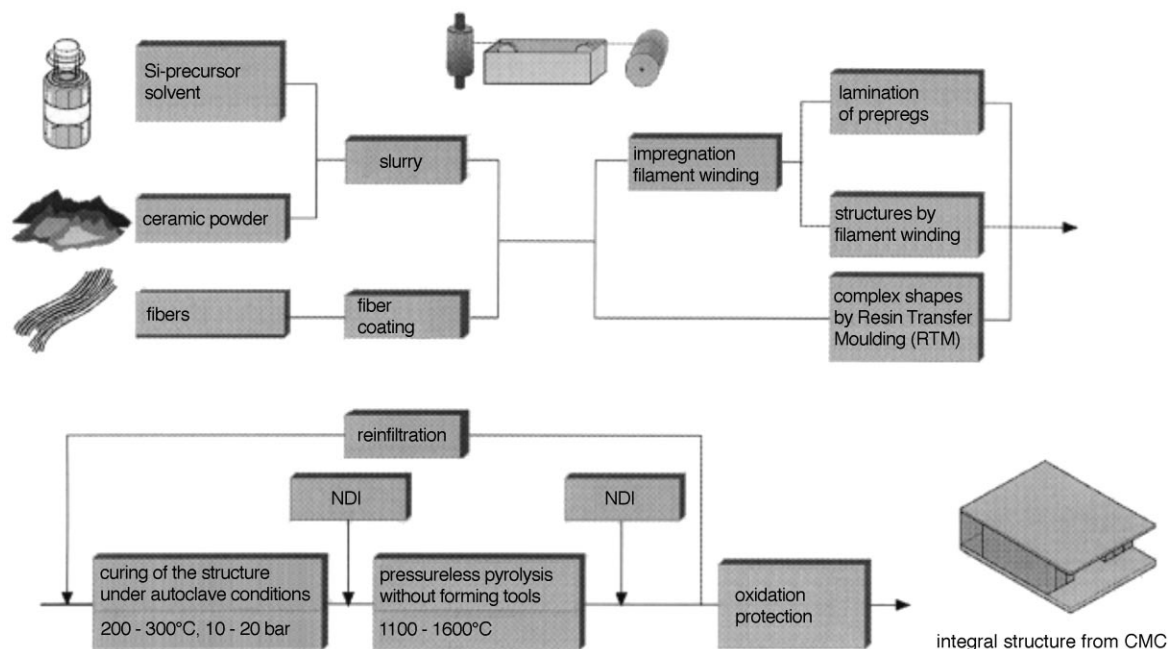 Si-precursor
solvent
slurry
ceramic powder
fibers
fiber
coating
impregnation
filament winding
lamination
of prepregs
structures by
filament winding
complex shapes
by Resin Transfer
Moulding (RTM)
reinfiltration
NDI
NDI
curing of the structure
under autoclave conditions
200 - 300°C, 10 - 20 bar
pressureless pyrolysis
without forming tools
1100 - 1600°C
oxidation
protection
integral structure from CMC